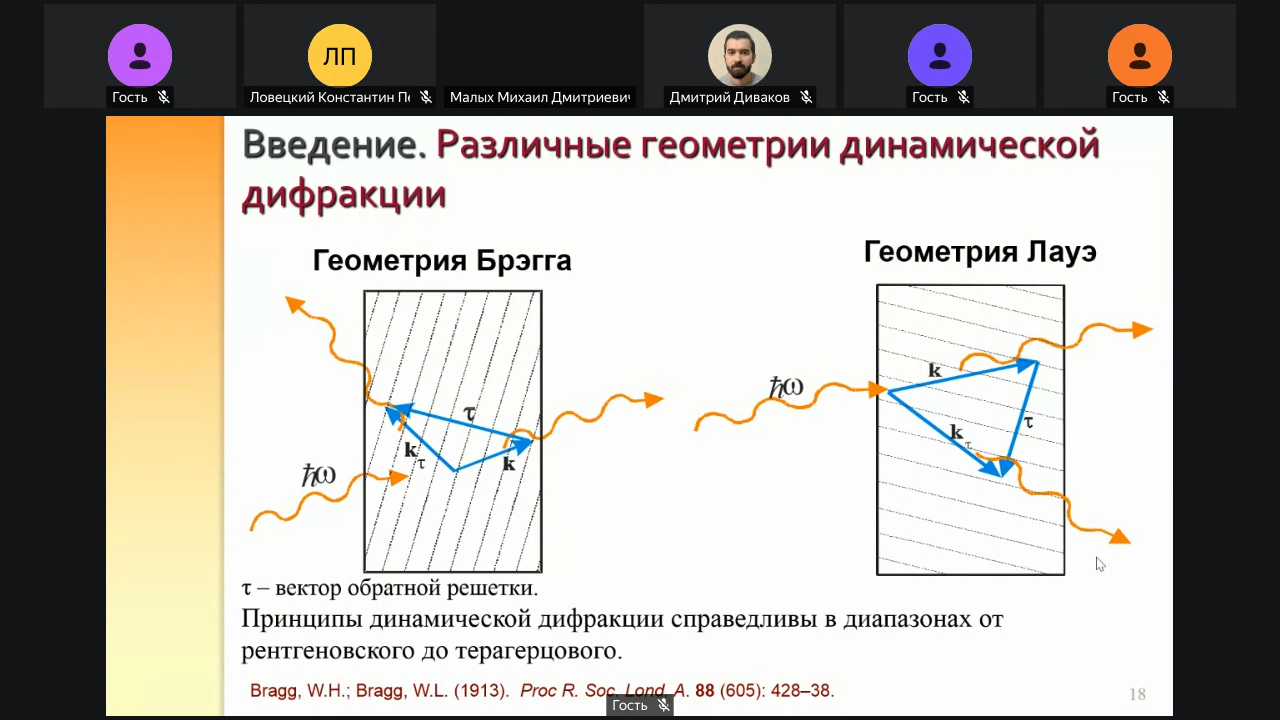 ЛП
Гость
Ловецкий Константин Пе
Малых Михаил Дмитриевич
Дмитрий Диваков
Гость
Гость
Введение. Различные геометрии динамической
дифракции
Геометрия Брэгга
Геометрия Лауэ
ħω
τ
k τ
k
ħω
k
k τ
τ
τ – вектор обратной решетки.
Принципы динамической дифракции справедливы в диапазонах от
рентгеновского до терагерцового.
Bragg, W.H.; Bragg, W.L. (1913). Proc R. Soc. Lond. A. 88 (605): 428–38.
18
Гость